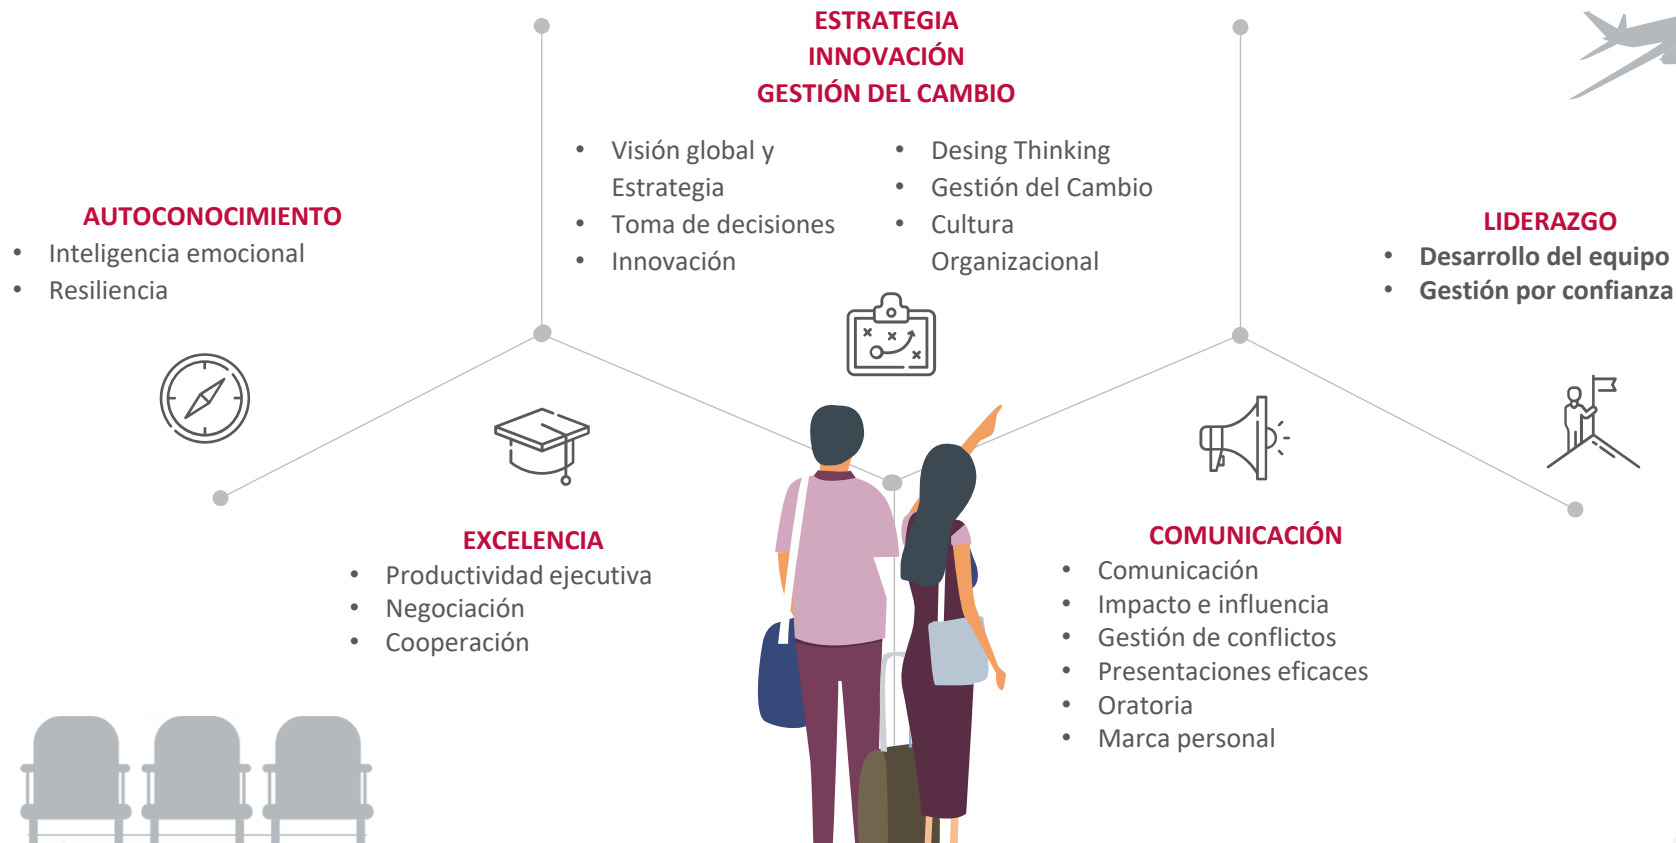 ESTRATEGIA
INNOVACIÓN
GESTIÓN DEL CAMBIO
• Visión global y
Estrategia
• Toma de decisiones
• Innovación
• Desing Thinking
• Gestión del Cambio
• Cultura
Organizacional
AUTOCONOCIMIENTO
• Inteligencia emocional
• Resiliencia
LIDERAZGO
• Desarrollo del equipo
• Gestión por confianza
EXCELENCIA
• Productividad ejecutiva
• Negociación
• Cooperación
COMUNICACIÓN
• Comunicación
• Impacto e influencia
• Gestión de conflictos
• Presentaciones eficaces
• Oratoria
• Marca personal